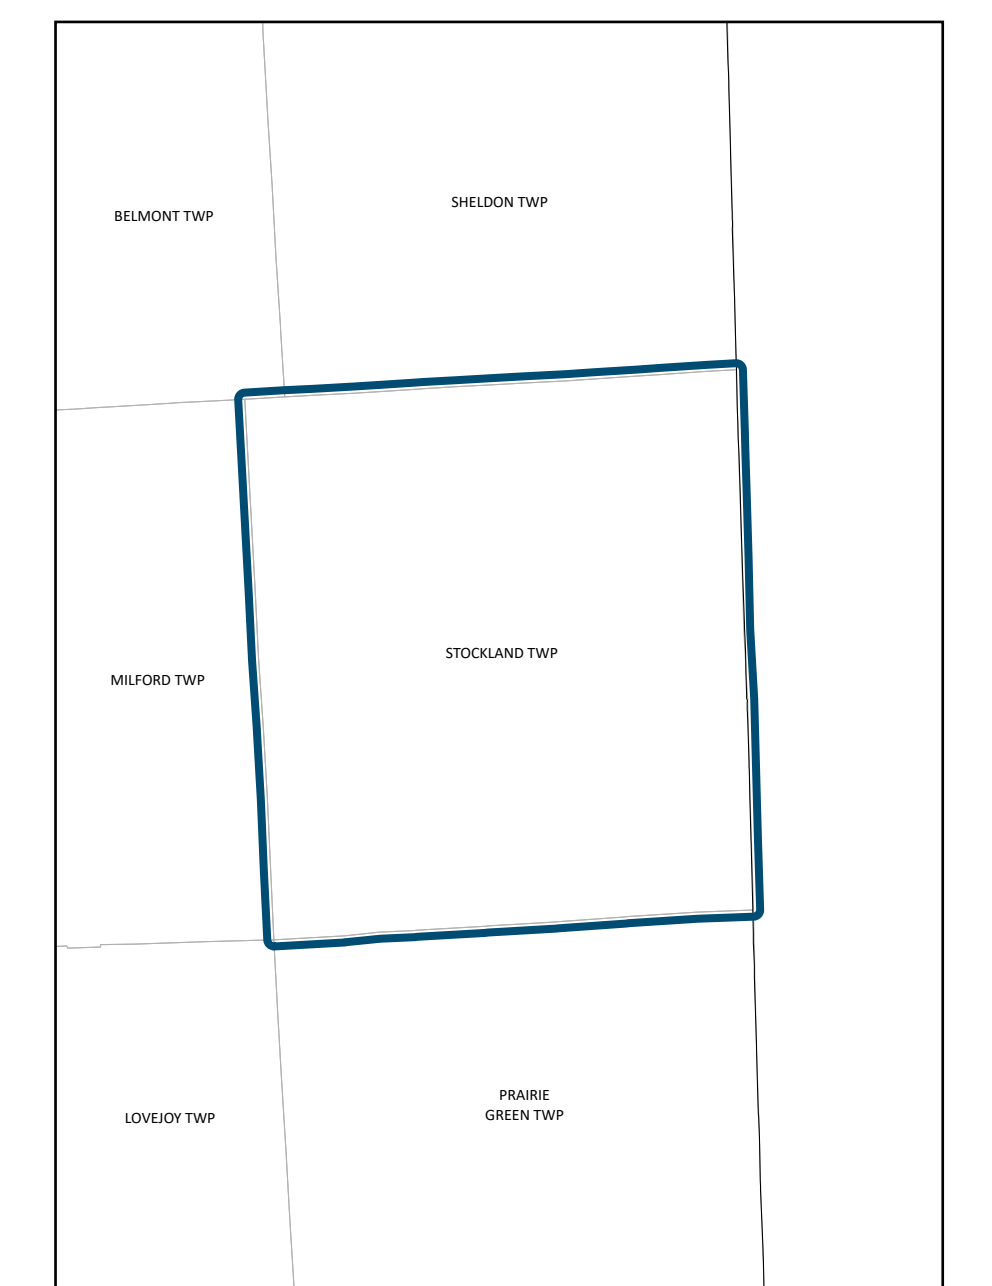 SHELDON TWP
BELMONT TWP
STOCKLAND TWP
MILFORD TWP
PRAIRIE
GREEN TWP
LOVEJOY TWP